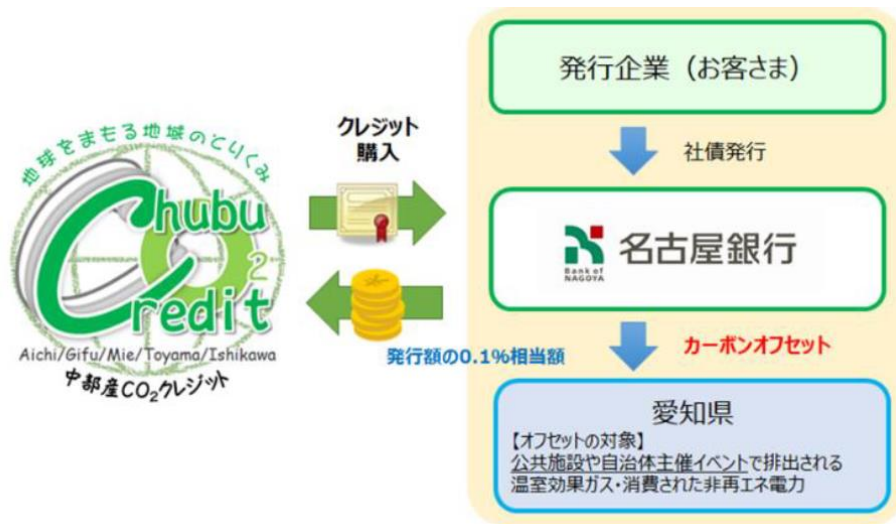 地球をまもる地域のとりくみ
Chubu
CO2
Credit
Aichi/Gifu/Mie/Toyama/Ishikawa
中部産CO2クレジット
クレジット
購入
発行額の0.1%相当額
発行企業（お客さま）
社債発行
Bank of
NAGOYA
名古屋銀行
カーボンオフセット
愛知県
【オフセットの対象】
公共施設や自治体主催イベントで排出される
温室効果ガス・消費された非再エネ電力